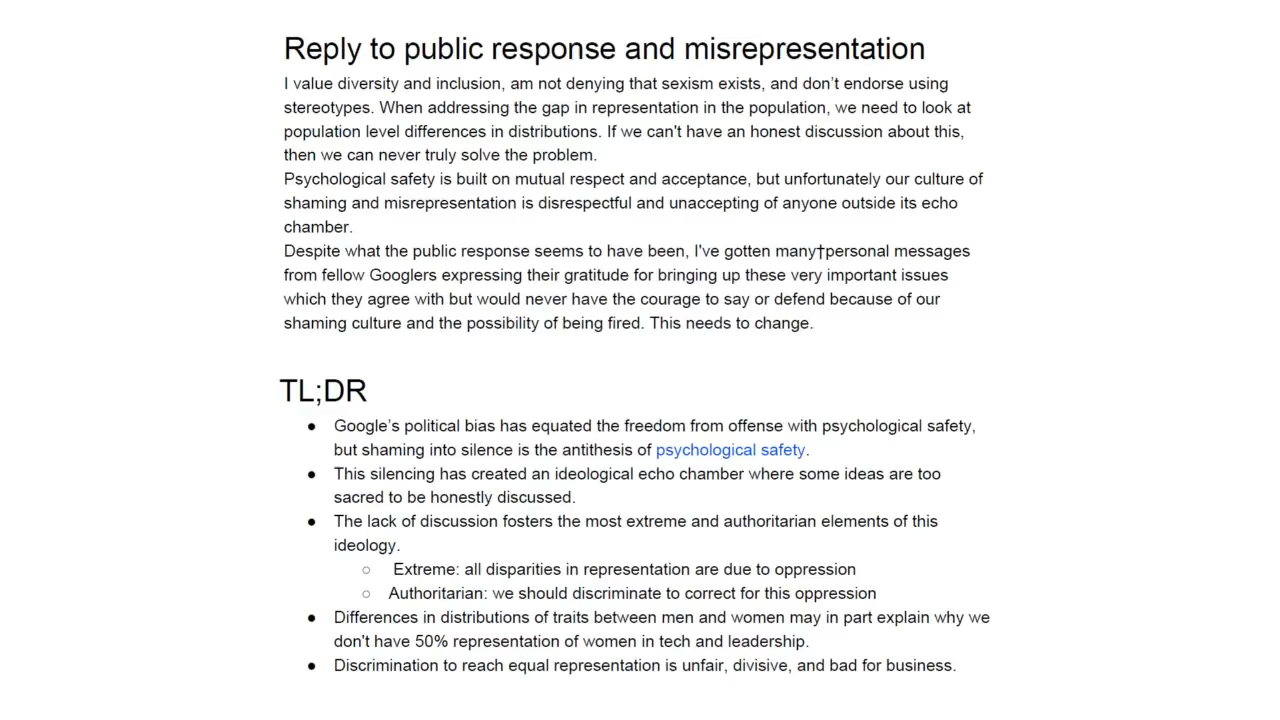 Reply to public response and misrepresentation
I value diversity and inclusion, am not denying that sexism exists, and don’t endorse using
stereotypes. When addressing the gap in representation in the population, we need to look at
population level differences in distributions. If we can't have an honest discussion about this,
then we can never truly solve the problem.
Psychological safety is built on mutual respect and acceptance, but unfortunately our culture of
shaming and misrepresentation is disrespectful and unaccepting of anyone outside its echo
chamber.
Despite what the public response seems to have been, I've gotten many†personal messages
from fellow Googlers expressing their gratitude for bringing up these very important issues
which they agree with but would never have the courage to say or defend because of our
shaming culture and the possibility of being fired. This needs to change.
TL;DR
● Google’s political bias has equated the freedom from offense with psychological safety,
but shaming into silence is the antithesis of psychological safety.
● This silencing has created an ideological echo chamber where some ideas are too
sacred to be honestly discussed.
● The lack of discussion fosters the most extreme and authoritarian elements of this
ideology.
○ Extreme: all disparities in representation are due to oppression
○ Authoritarian: we should discriminate to correct for this oppression
● Differences in distributions of traits between men and women may in part explain why we
don't have 50% representation of women in tech and leadership.
● Discrimination to reach equal representation is unfair, divisive, and bad for business.